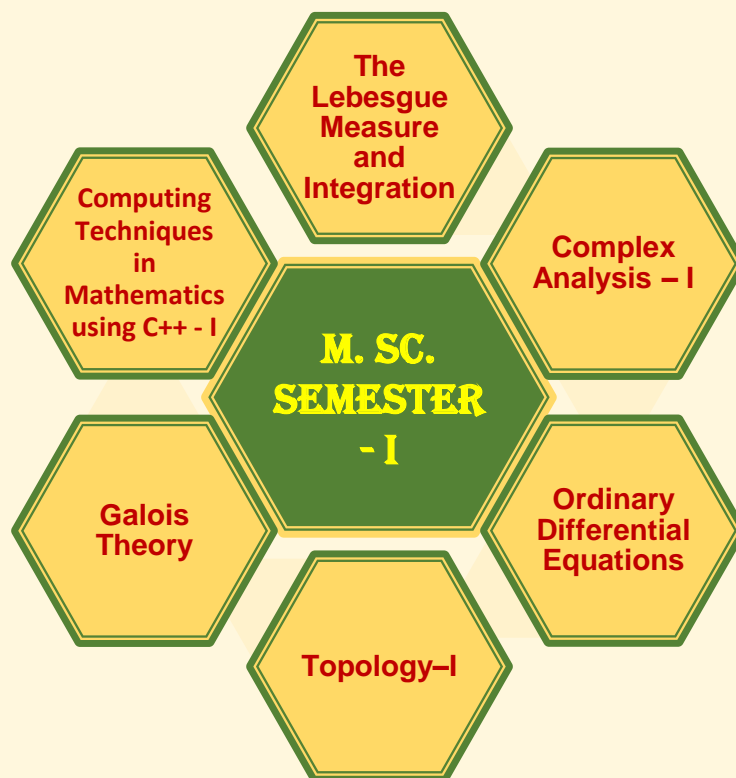 The
Lebesgue
Measure
and
Integration
Complex
Analysis – I
Ordinary
Differential
Equations
Topology–I
Galois
Theory
Computing
Techniques
in
Mathematics
using C++ - I
M. SC.
SEMESTER
- I